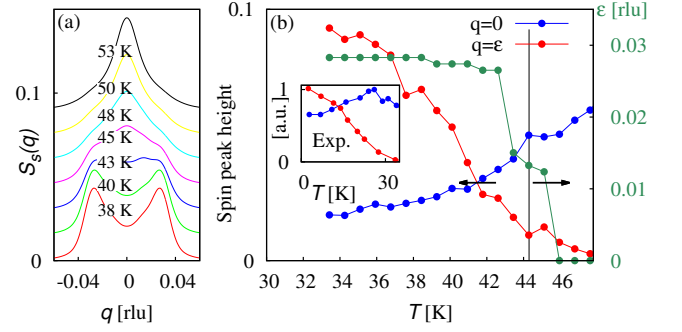 (a)
53 K
50 K
48 K
45 K
43 K
40 K
38 K
0.1
0
S_s(q)
-0.04 0 0.04
q [rlu]
(b)
q=0
q=ε
ε [rlu]
0.1
0
Spin peak height
0.03
0.02
0.01
0
1
0
[a.u.]
Exp.
0 30
T [K]
30 32 34 36 38 40 42 44 46
T [K]